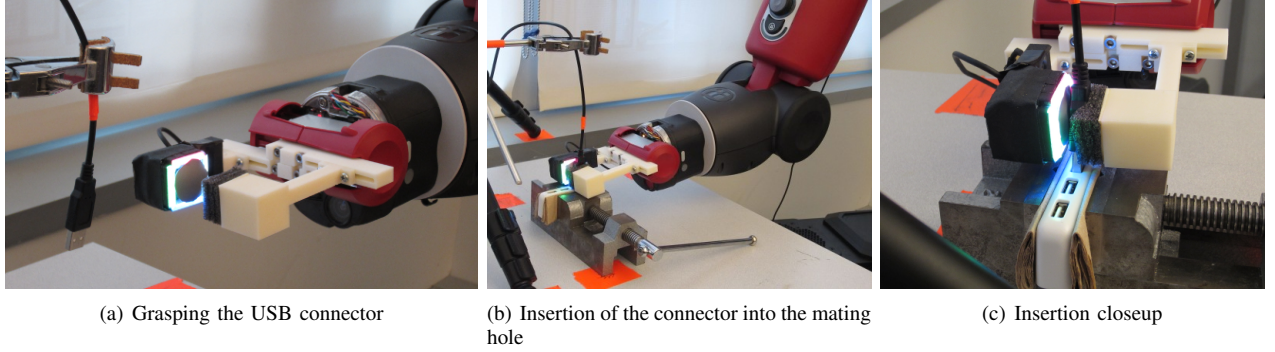 (a) Grasping the USB connector
(b) Insertion of the connector into the mating
hole
(c) Insertion closeup